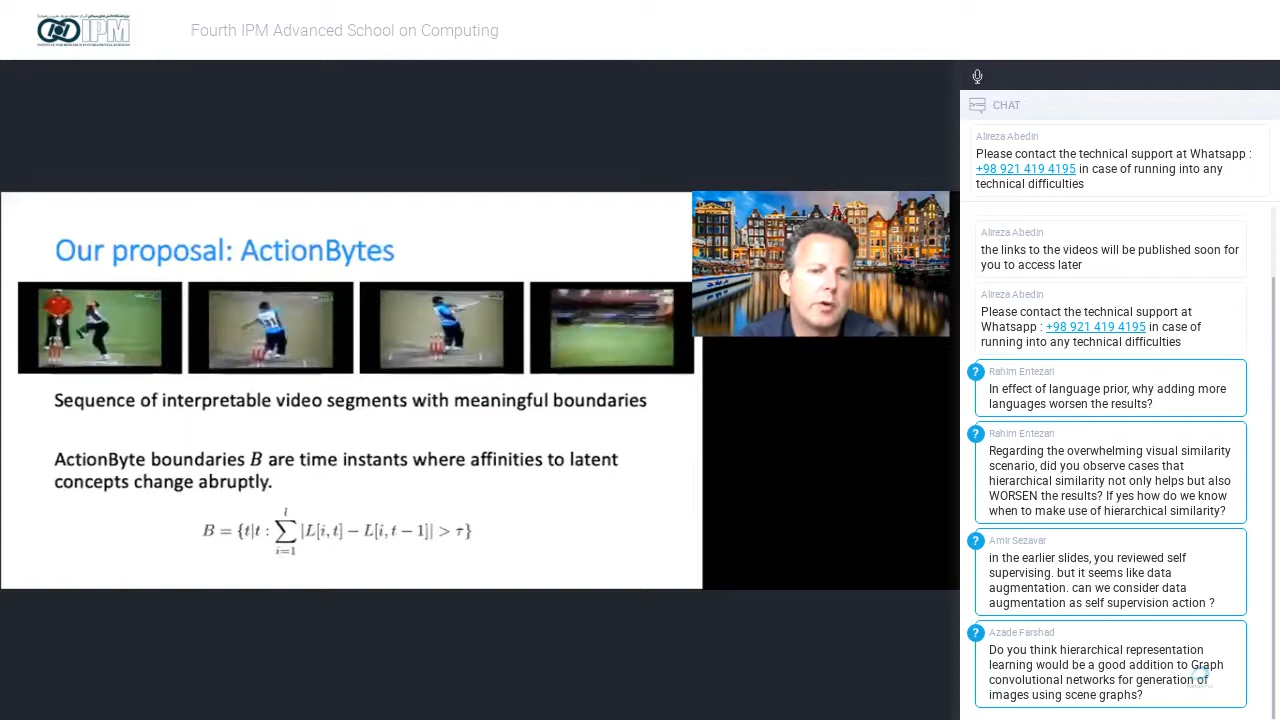 IPM
INSTITUTE FOR RESEARCH IN FUNDAMENTAL SCIENCES
Fourth IPM Advanced School on Computing
CHAT
Alireza Abedin
Please contact the technical support at Whatsapp :
+98 921 419 4195 in case of running into any
technical difficulties
Alireza Abedin
the links to the videos will be published soon for
you to access later
Alireza Abedin
Please contact the technical support at
Whatsapp : +98 921 419 4195 in case of
running into any technical difficulties
? Rahim Entezari
In effect of language prior, why adding more
languages worsen the results?
? Rahim Entezari
Regarding the overwhelming visual similarity
scenario, did you observe cases that
hierarchical similarity not only helps but also
WORSEN the results? If yes how do we know
when to make use of hierarchical similarity?
? Amir Sezavar
in the earlier slides, you reviewed self
supervising. but it seems like data
augmentation. can we consider data
augmentation as self supervision action ?
? Azade Farshad
Do you think hierarchical representation
learning would be a good addition to Graph
convolutional networks for generation of
images using scene graphs?
Our proposal: ActionBytes
Sequence of interpretable video segments with meaningful boundaries
ActionByte boundaries B are time instants where affinities to latent
concepts change abruptly.
B = {t|t : ∑_{i=1}^{l} |L[i, t] − L[i, t − 1]| > τ}